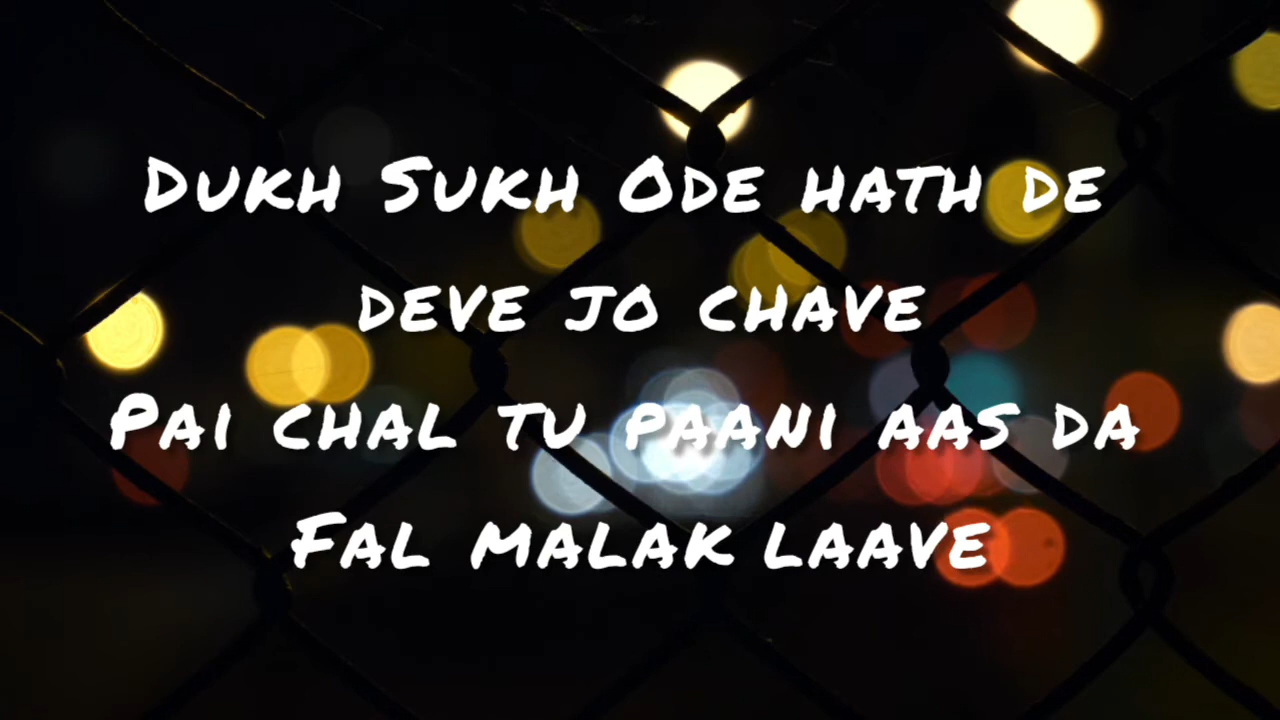 Dukh Sukh Ode hath de
deve jo chave
Pai chal tu paani aas da
Fal malak laave